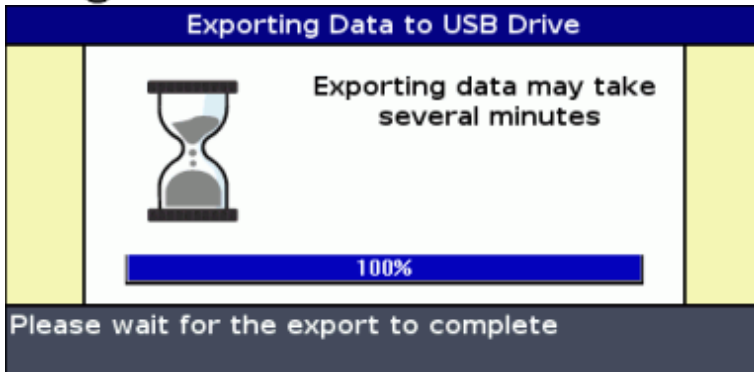 Exporting Data to USB Drive
Exporting data may take
several minutes
100%
Please wait for the export to complete